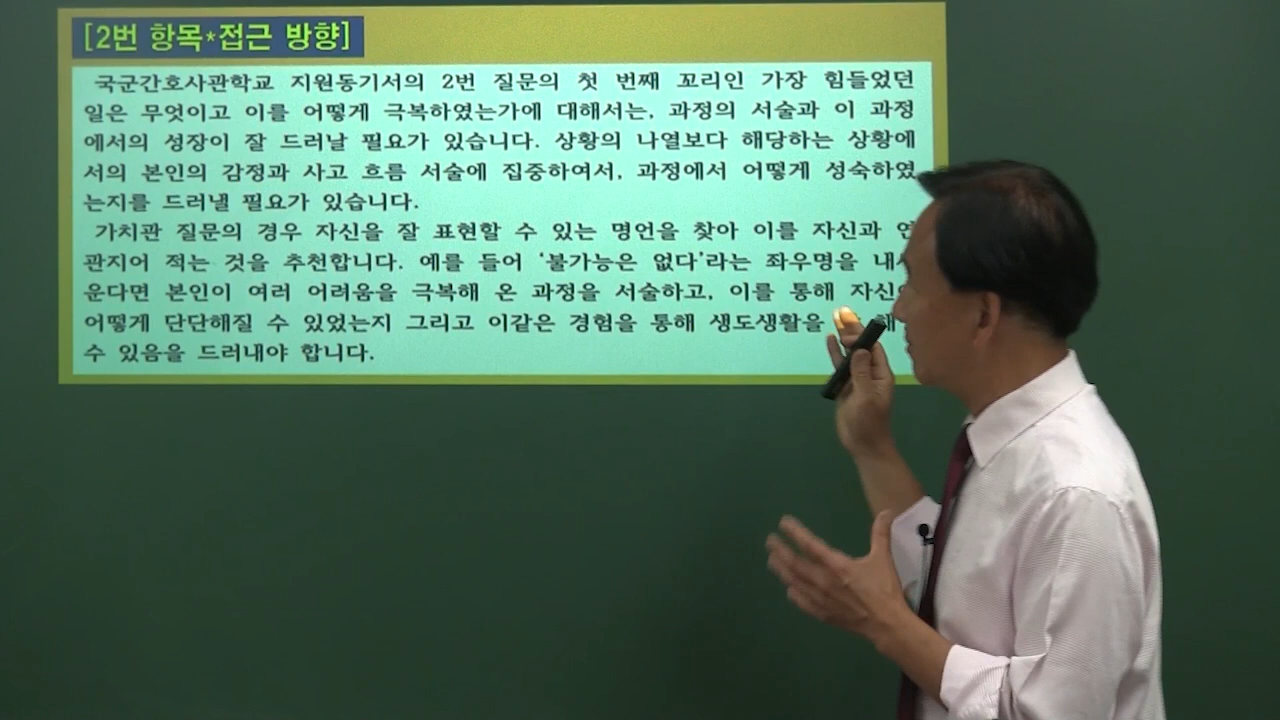 [2번 항목*접근 방향]
국군간호사관학교 지원동기서의 2번 질문의 첫 번째 꼬리인 가장 힘들었던
일은 무엇이고 이를 어떻게 극복하였는가에 대해서는, 과정의 서술과 이 과정
에서의 성장이 잘 드러날 필요가 있습니다. 상황의 나열보다 해당하는 상황에
서의 본인의 감정과 사고 흐름 서술에 집중하여서, 과정에서 어떻게 성숙하였
는지를 드러낼 필요가 있습니다.
가치관 질문의 경우 자신을 잘 표현할 수 있는 명언을 찾아 이를 자신과
관지어 적는 것을 추천합니다. 예를 들어 ‘불가능은 없다’라는 좌우명을
운다면 본인이 여러 어려움을 극복해 온 과정을 서술하고, 이를 통해
어떻게 단단해질 수 있었는지 그리고 이같은 경험을 통해 생도생활을
수 있음을 드러내야 합니다.